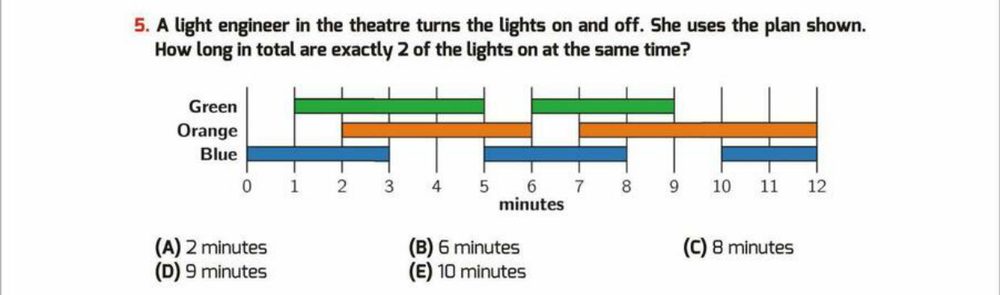 5. A light engineer in the theatre turns the lights on and off. She uses the plan shown.
How long in total are exactly 2 of the lights on at the same time?
Green
Orange
Blue
0 1 2 3 4 5 6 7 8 9 10 11 12
minutes
(A) 2 minutes (B) 6 minutes (C) 8 minutes
(D) 9 minutes (E) 10 minutes